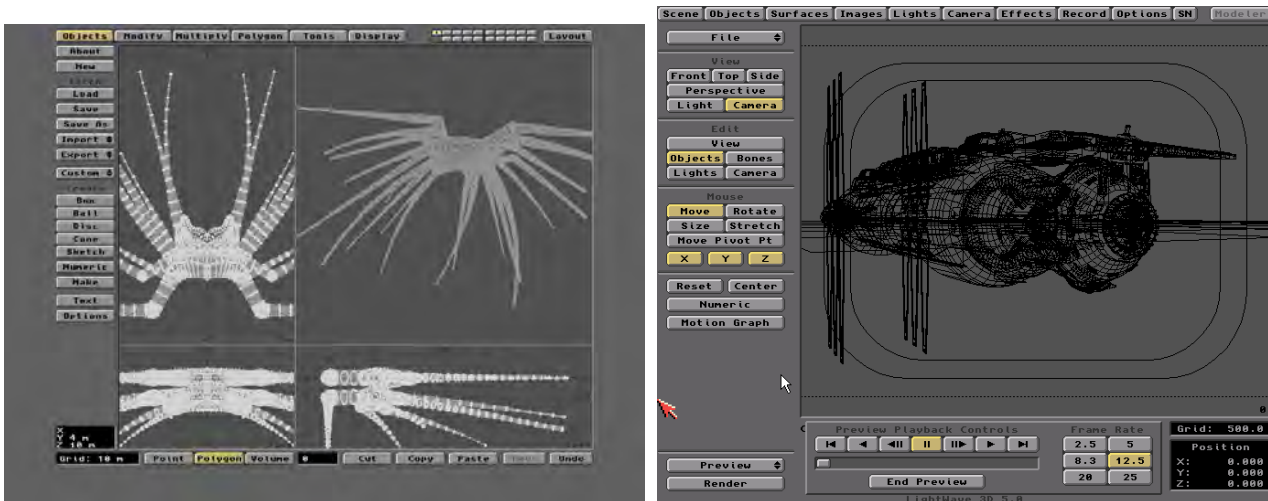 Objects Modify Multiply Polygon Tools Display Layout
About
New
Load
Save
Save As
Import
Export
Custom
Create
Box
Ball
Disc
Cone
Sketch
Numeric
Make
Text
Options
X
Y 4 m
Z 10 m
Grid: 10 m Point Polygon Volume 0 Cut Copy Paste Undo
Scene Objects Surfaces Images Lights Camera Effects Record Options SN Modeler
File
View
Front Top Side
Perspective
Light Camera
Edit
View
Objects Bones
Lights Camera
Mouse
Move Rotate
Size Stretch
Move Pivot Pt
X Y Z
Reset Center
Numeric
Motion Graph
0
Preview Playback Controls
End Preview
Frame Rate
2.5 5
8.3 12.5
20 25
Grid: 500.0
Position
X: 0.000
Y: 0.000
Z: 0.000
Preview
Render
LightWave 3D 5.0